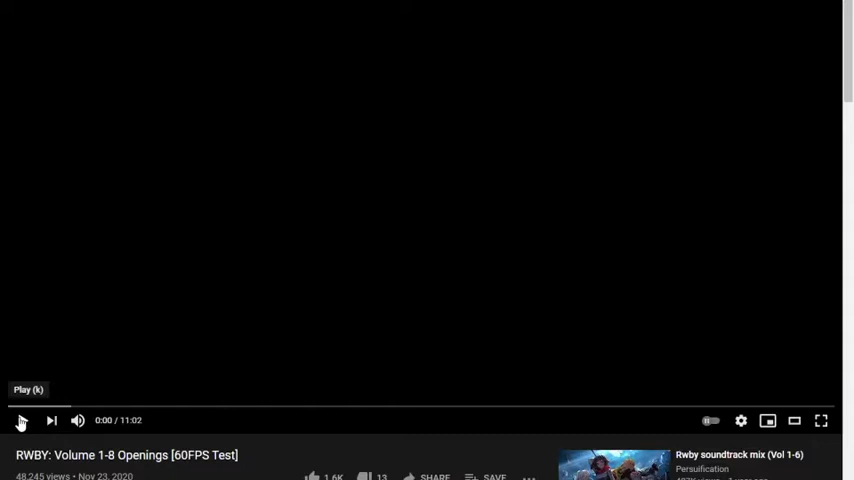 Play (k)
0:00 / 11:02
RWBY: Volume 1-8 Openings [60FPS Test]
48,245 views • Nov 23, 2020
1.6K
13
SHARE
SAVE
Rwby soundtrack mix (Vol 1-6)
Persuification